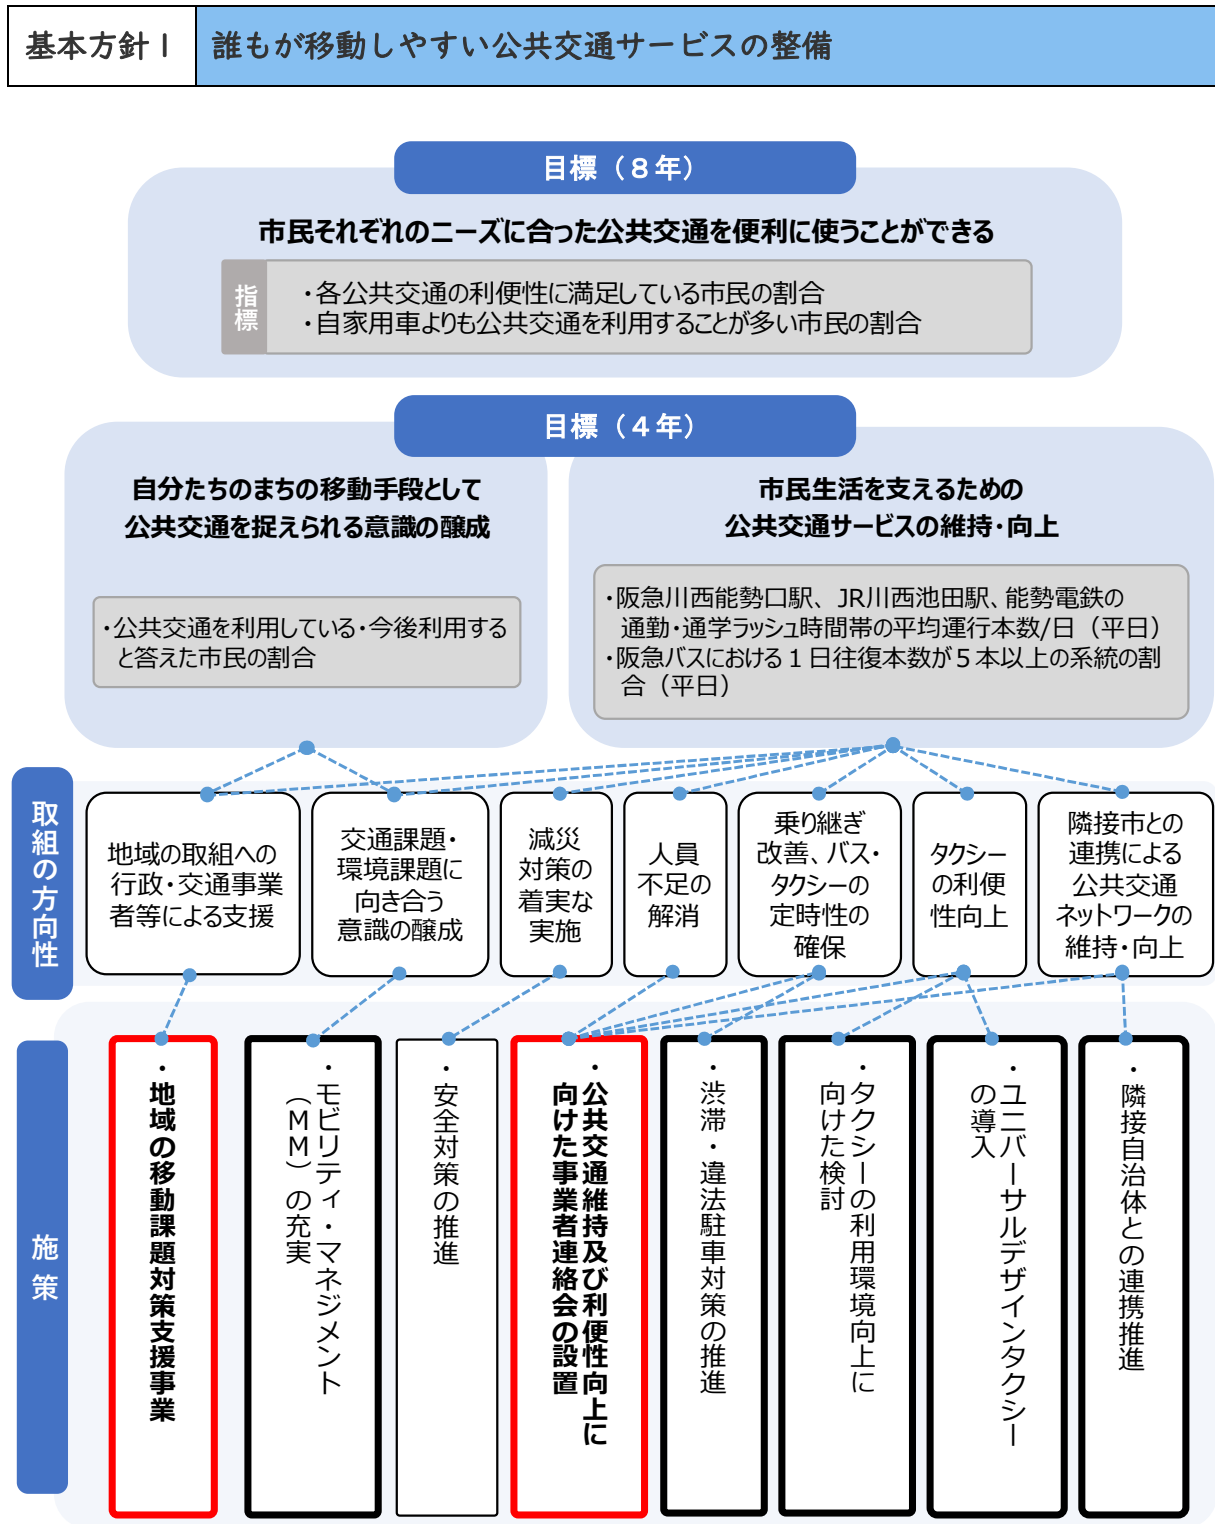 基本方針Ⅰ
誰もが移動しやすい公共交通サービスの整備
目標（８年）
市民それぞれのニーズに合った公共交通を便利に使うことができる
指標
・各公共交通の利便性に満足している市民の割合
・自家用車よりも公共交通を利用することが多い市民の割合
目標（４年）
自分たちのまちの移動手段として
公共交通を捉えられる意識の醸成
・公共交通を利用している・今後利用する
と答えた市民の割合
市民生活を支えるための
公共交通サービスの維持・向上
・阪急川西能勢口駅、JR川西池田駅、能勢電鉄の
通勤・通学ラッシュ時間帯の平均運行本数/日（平日）
・阪急バスにおける１日往復本数が５本以上の系統の割
合（平日）
取組の方向性
地域の取組への
行政・交通事業
者等による支援
交通課題・
環境課題に
向き合う
意識の醸成
減災
対策の
着実な
実施
人員
不足の
解消
乗り継ぎ
改善、バス・
タクシーの
定時性の
確保
タクシー
の利便
性向上
隣接市との
連携による
公共交通
ネットワークの
維持・向上
施策
・地域の移動課題対策支援事業
・モビリティ・マネジメント
（ＭＭ）の充実
・安全対策の推進
・公共交通維持及び利便性向上に
向けた事業者連絡会の設置
・渋滞・違法駐車対策の推進
・タクシーの利用環境向上に
向けた検討
・ユニバーサルデザインタクシー
の導入
・隣接自治体との連携推進